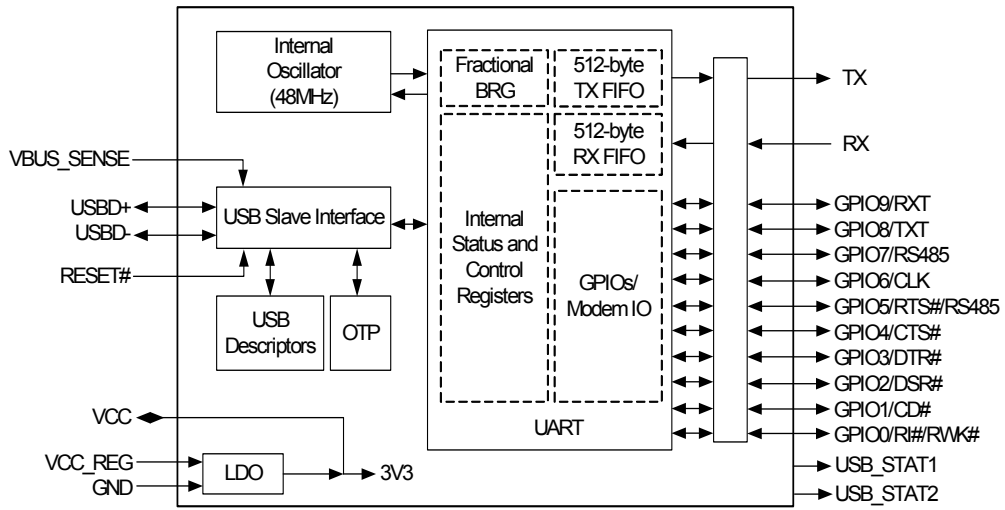 Internal
Oscillator
(48MHz)
Fractional
BRG
512-byte
TX FIFO
512-byte
RX FIFO
TX
RX
VBUS_SENSE
USBD+
USBD-
RESET#
USB Slave Interface
USB
Descriptors
OTP
Internal
Status and
Control
Registers
GPIOs/
Modem IO
UART
GPIO9/RXT
GPIO8/TXT
GPIO7/RS485
GPIO6/CLK
GPIO5/RTS#/RS485
GPIO4/CTS#
GPIO3/DTR#
GPIO2/DSR#
GPIO1/CD#
GPIO0/RI#/RWK#
USB_STAT1
USB_STAT2
VCC
VCC_REG
GND
LDO
3V3